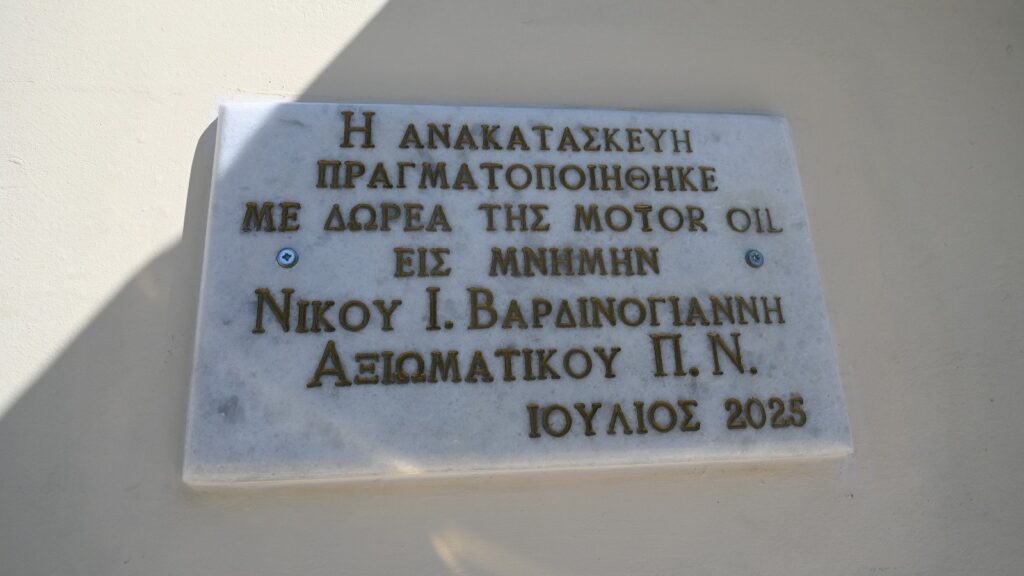 Η ΑΝΑΚΑΤΑΣΚΕΥΗ
ΠΡΑΓΜΑΤΟΠΟΙΗΘΗΚΕ
ΜΕ ΔΩΡΕΑ ΤΗΣ MOTOR OIL
ΕΙΣ ΜΝΗΜΗΝ
ΝΙΚΟΥ Ι. ΒΑΡΔΙΝΟΓΙΑΝΝΗ
ΑΞΙΩΜΑΤΙΚΟΥ Π.Ν.
ΙΟΥΛΙΟΣ 2025